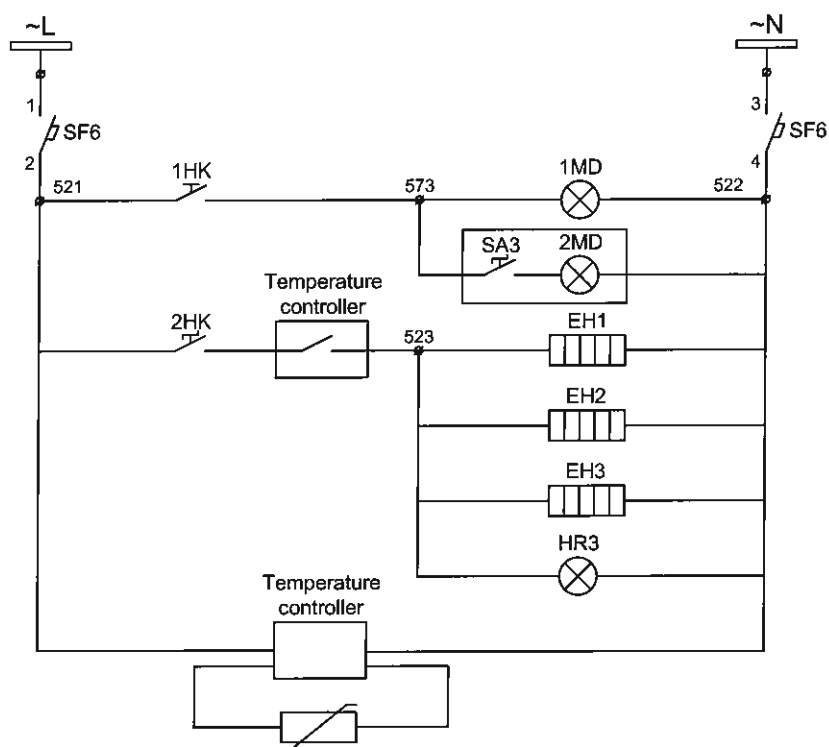 ~L
~N
1
3
SF6
SF6
2
4
521
1HK
573
1MD
522
SA3
2MD
Temperature
controller
2HK
523
EH1
EH2
EH3
HR3
Temperature
controller